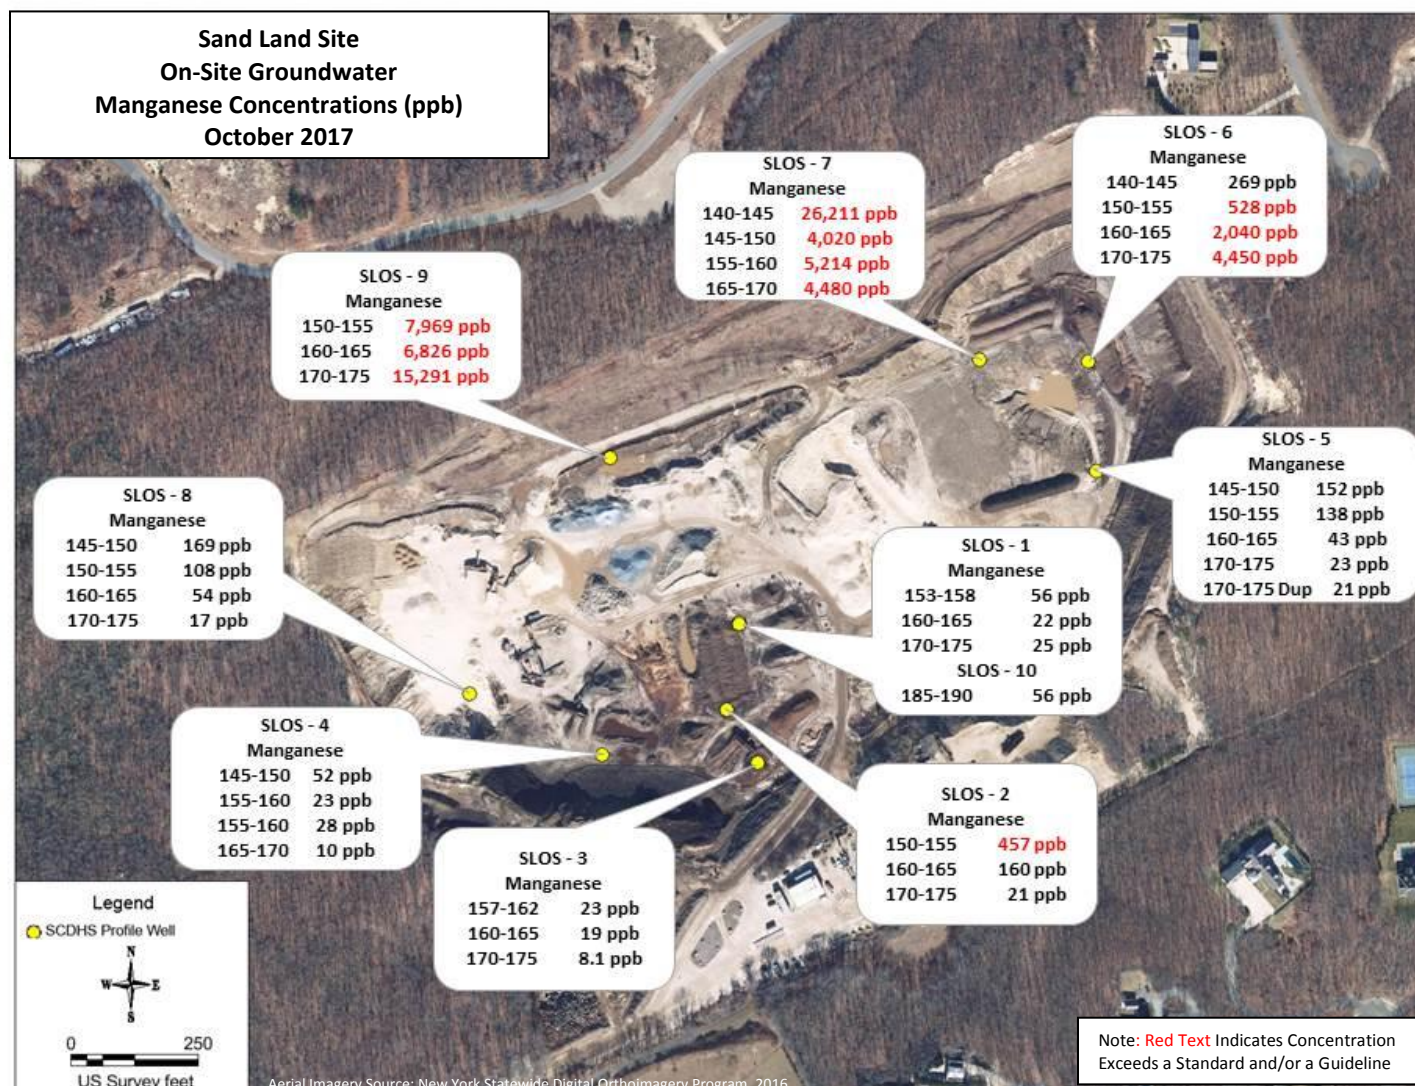 Sand Land Site
On-Site Groundwater
Manganese Concentrations (ppb)
October 2017
SLOS - 6
Manganese
140-145 269 ppb
150-155 528 ppb
160-165 2,040 ppb
170-175 4,450 ppb
SLOS - 7
Manganese
140-145 26,211 ppb
145-150 4,020 ppb
155-160 5,214 ppb
165-170 4,480 ppb
SLOS - 9
Manganese
150-155 7,969 ppb
160-165 6,826 ppb
170-175 15,291 ppb
SLOS - 5
Manganese
145-150 152 ppb
150-155 138 ppb
160-165 43 ppb
170-175 23 ppb
170-175 Dup 21 ppb
SLOS - 8
Manganese
145-150 169 ppb
150-155 108 ppb
160-165 54 ppb
170-175 17 ppb
SLOS - 1
Manganese
153-158 56 ppb
160-165 22 ppb
170-175 25 ppb
SLOS - 10
185-190 56 ppb
SLOS - 4
Manganese
145-150 52 ppb
155-160 23 ppb
155-160 28 ppb
165-170 10 ppb
SLOS - 2
Manganese
150-155 457 ppb
160-165 160 ppb
170-175 21 ppb
SLOS - 3
Manganese
157-162 23 ppb
160-165 19 ppb
170-175 8.1 ppb
Legend
SCDHS Profile Well
N
W E
S
0 250
US Survey feet
Aerial Imagery Source: New York Statewide Digital Orthoimagery Program, 2016
Note: Red Text Indicates Concentration
Exceeds a Standard and/or a Guideline